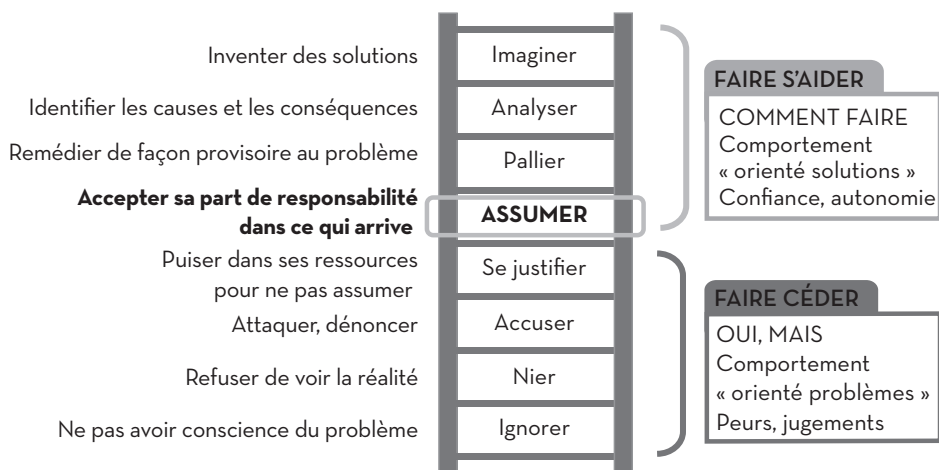 Inventer des solutions
Imaginer
Identifier les causes et les conséquences
Analyser
Remédier de façon provisoire au problème
Pallier
Accepter sa part de responsabilité
dans ce qui arrive
ASSUMER
Puiser dans ses ressources
pour ne pas assumer
Se justifier
Attaquer, dénoncer
Accuser
Refuser de voir la réalité
Nier
Ne pas avoir conscience du problème
Ignorer
FAIRE S'AIDER
COMMENT FAIRE
Comportement
« orienté solutions »
Confiance, autonomie
FAIRE CÉDER
OUI, MAIS
Comportement
« orienté problèmes »
Peurs, jugements